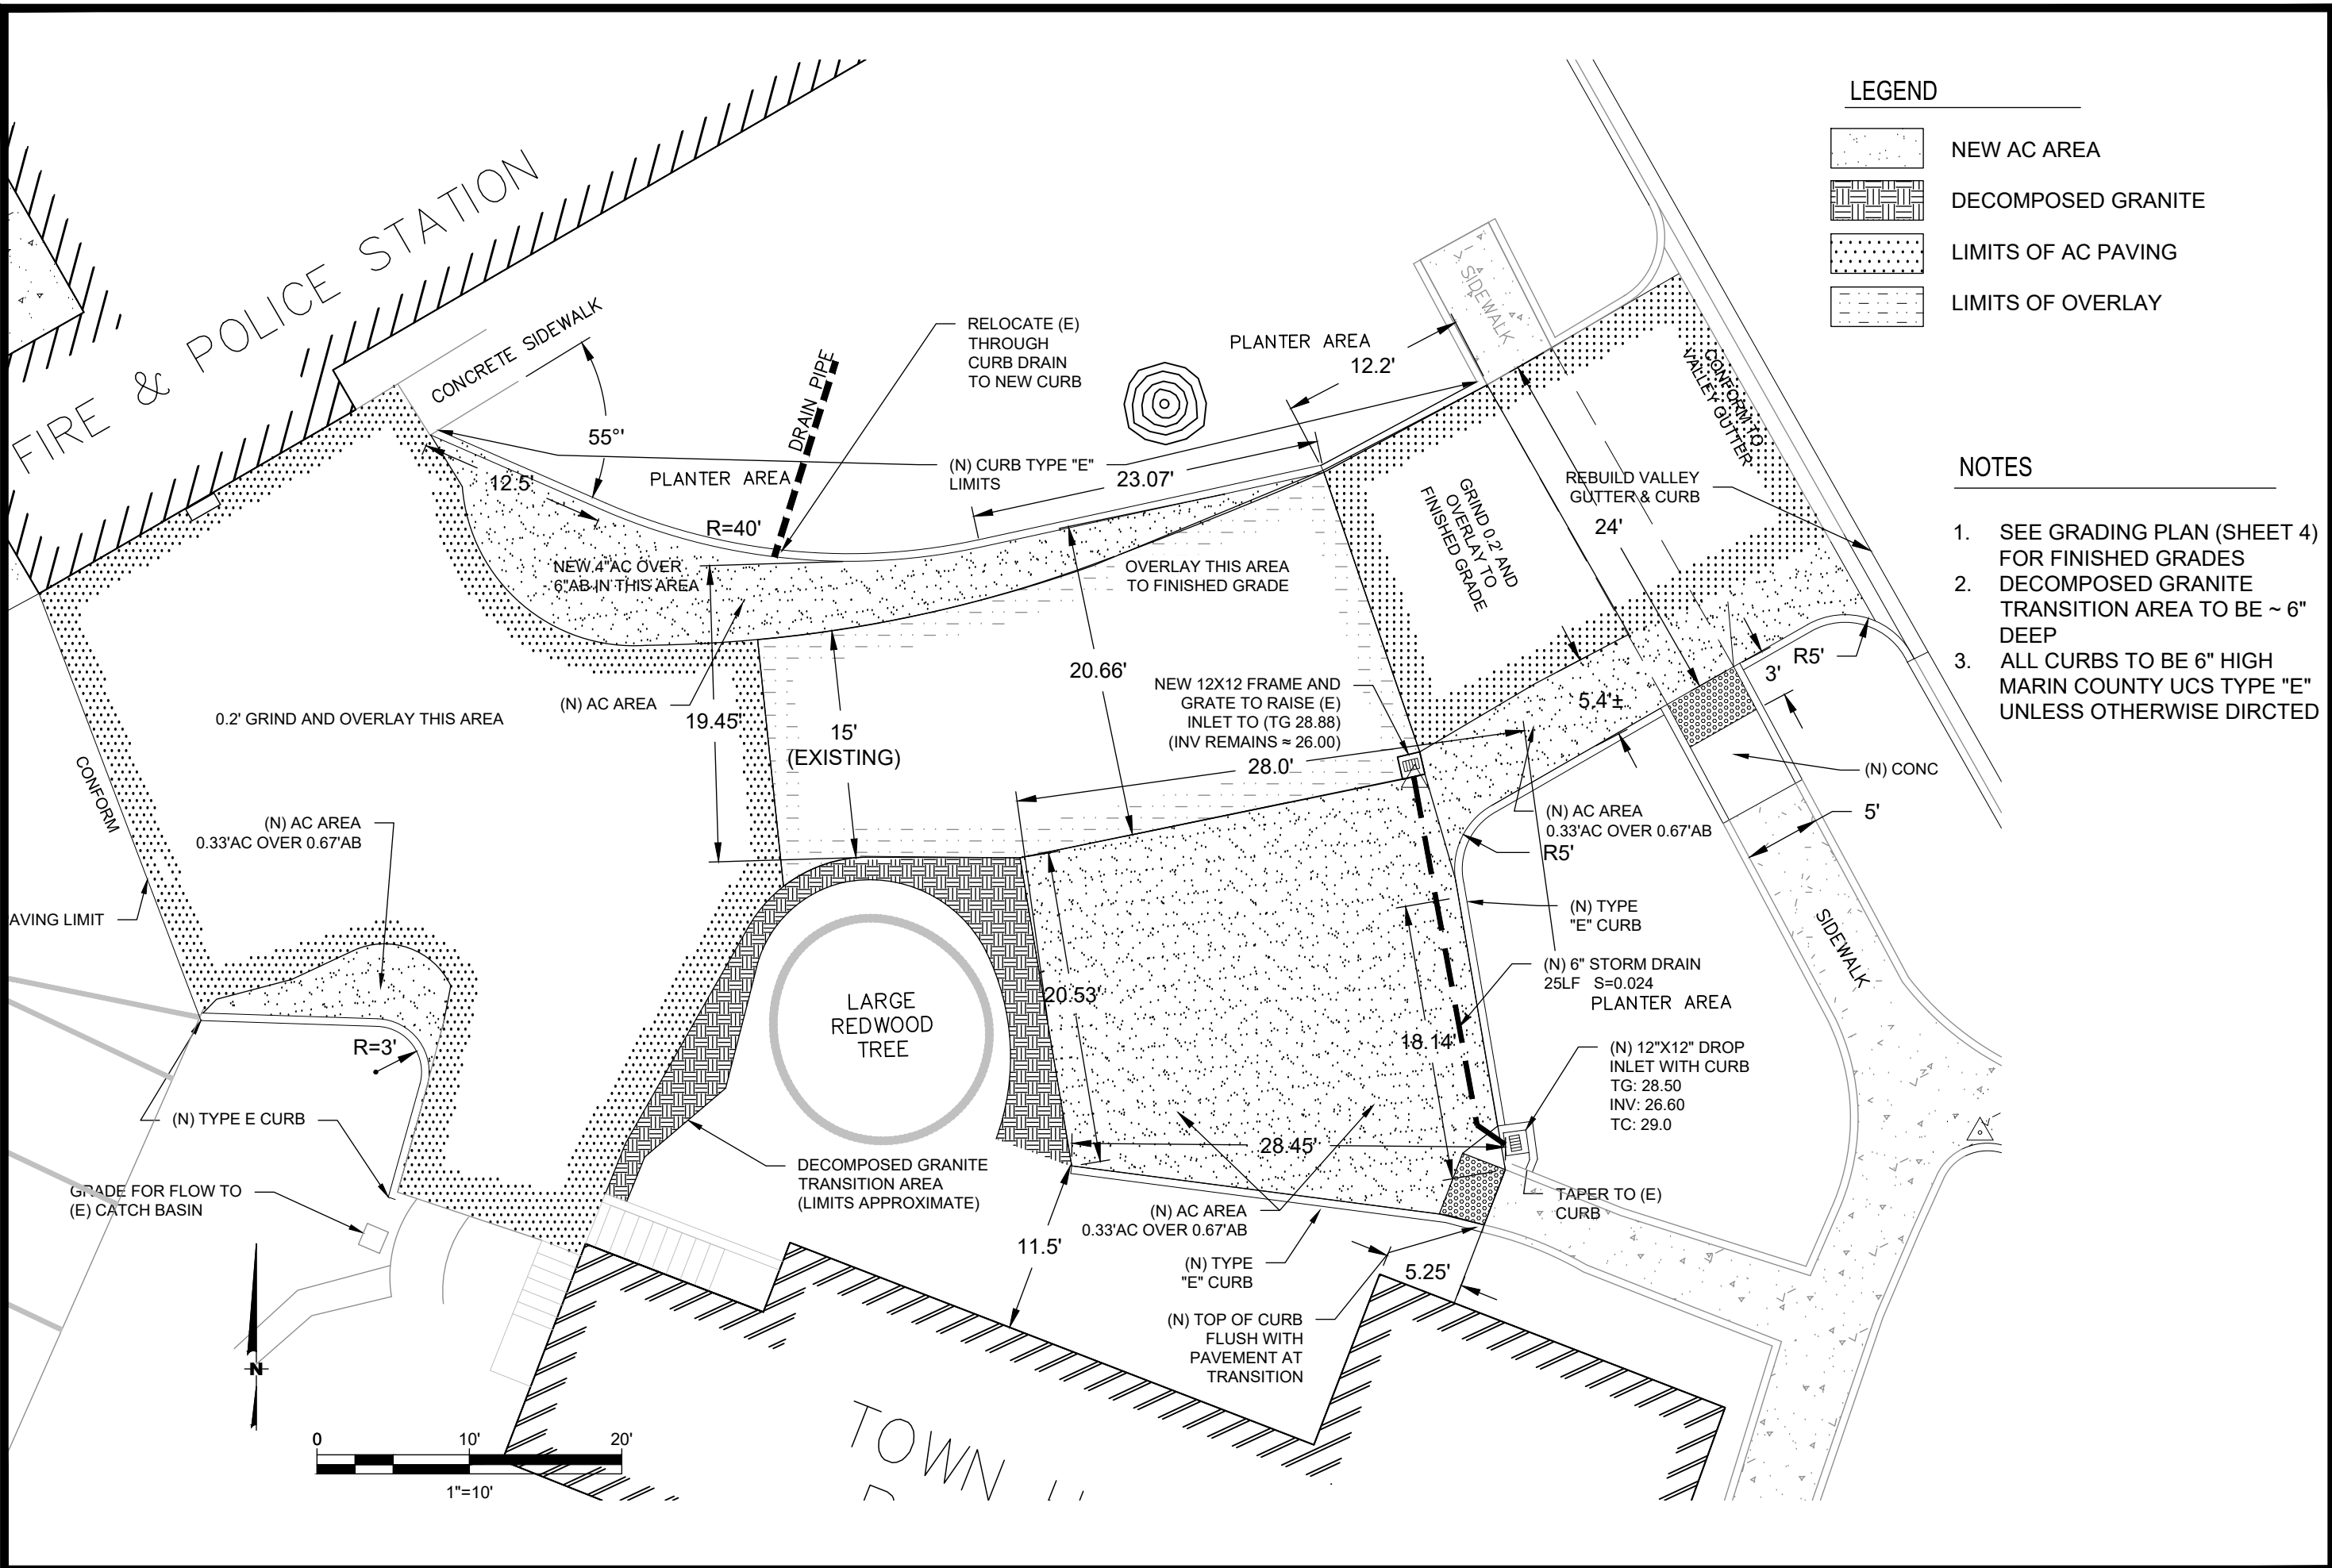 LEGEND
NEW AC AREA
DECOMPOSED GRANITE
LIMITS OF AC PAVING
LIMITS OF OVERLAY
NOTES
1. SEE GRADING PLAN (SHEET 4)
FOR FINISHED GRADES
2. DECOMPOSED GRANITE
TRANSITION AREA TO BE ~ 6"
DEEP
3. ALL CURBS TO BE 6" HIGH
MARIN COUNTY UCS TYPE "E"
UNLESS OTHERWISE DIRCTED
FIRE & POLICE STATION
CONCRETE SIDEWALK
55°'
12.5'
PLANTER AREA
DRAIN PIPE
R=40'
RELOCATE (E)
THROUGH
CURB DRAIN
TO NEW CURB
(N) CURB TYPE "E"
LIMITS
23.07'
PLANTER AREA
12.2'
SIDEWALK
CONFORM TO
VALLEY GUTTER
REBUILD VALLEY
GUTTER & CURB
24'
GRIND 0.2' AND
OVERLAY TO
FINISHED GRADE
NEW 4"AC OVER
6"AB IN THIS AREA
OVERLAY THIS AREA
TO FINISHED GRADE
(N) AC AREA
19.45'
15'
(EXISTING)
20.66'
NEW 12X12 FRAME AND
GRATE TO RAISE (E)
INLET TO (TG 28.88)
(INV REMAINS ≈ 26.00)
28.0'
5.4'±
3'
R5'
(N) CONC
5'
(N) AC AREA
0.33'AC OVER 0.67'AB
R5'
(N) TYPE
"E" CURB
(N) 6" STORM DRAIN
25LF S=0.024
PLANTER AREA
SIDEWALK
(N) 12"X12" DROP
INLET WITH CURB
TG: 28.50
INV: 26.60
TC: 29.0
TAPER TO (E)
CURB
0.2' GRIND AND OVERLAY THIS AREA
CONFORM
(N) AC AREA
0.33'AC OVER 0.67'AB
AVING LIMIT
R=3'
(N) TYPE E CURB
GRADE FOR FLOW TO
(E) CATCH BASIN
LARGE
REDWOOD
TREE
20.53'
18.14'
28.45'
DECOMPOSED GRANITE
TRANSITION AREA
(LIMITS APPROXIMATE)
11.5'
(N) AC AREA
0.33'AC OVER 0.67'AB
(N) TYPE
"E" CURB
5.25'
(N) TOP OF CURB
FLUSH WITH
PAVEMENT AT
TRANSITION
N
0 10' 20'
1"=10'
TOWN